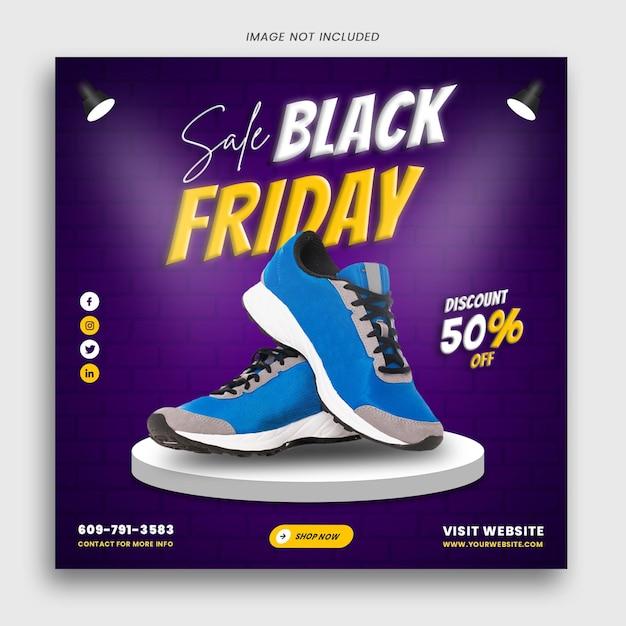 IMAGE NOT INCLUDED
Sale BLACK
FRIDAY
DISCOUNT
50%
OFF
609-791-3583
CONTACT FOR MORE INFO
SHOP NOW
VISIT WEBSITE
WWW.YOURWEBSITE.COM